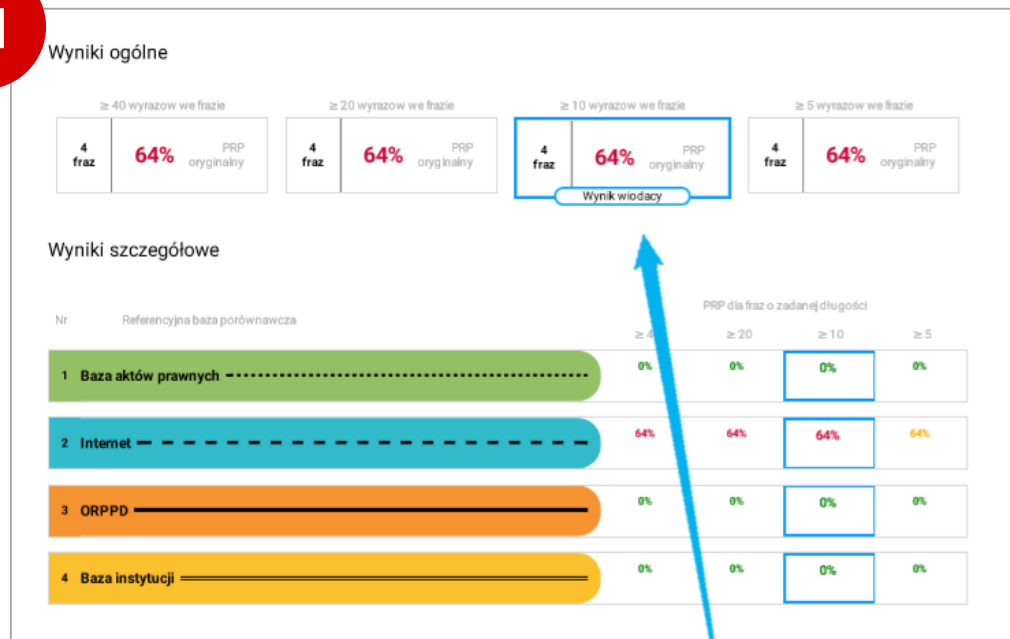 Wyniki ogólne
≥ 40 wyrazow we frazie ≥ 20 wyrazow we frazie ≥ 10 wyrazow we frazie ≥ 5 wyrazow we frazie
4 fraz 64% PRP oryginalny 4 fraz 64% PRP oryginalny 4 fraz 64% PRP oryginalny 4 fraz 64% PRP oryginalny
Wynik wiodacy
Wyniki szczegółowe
PRP dla fraz o zadanej długości
Nr Referencyjna baza porównawcza
≥ 4 ≥ 20 ≥ 10 ≥ 5
1 Baza aktów prawnych 0% 0% 0% 0%
2 Internet 64% 64% 64% 64%
3 ORPPD 0% 0% 0% 0%
4 Baza instytucji 0% 0% 0% 0%